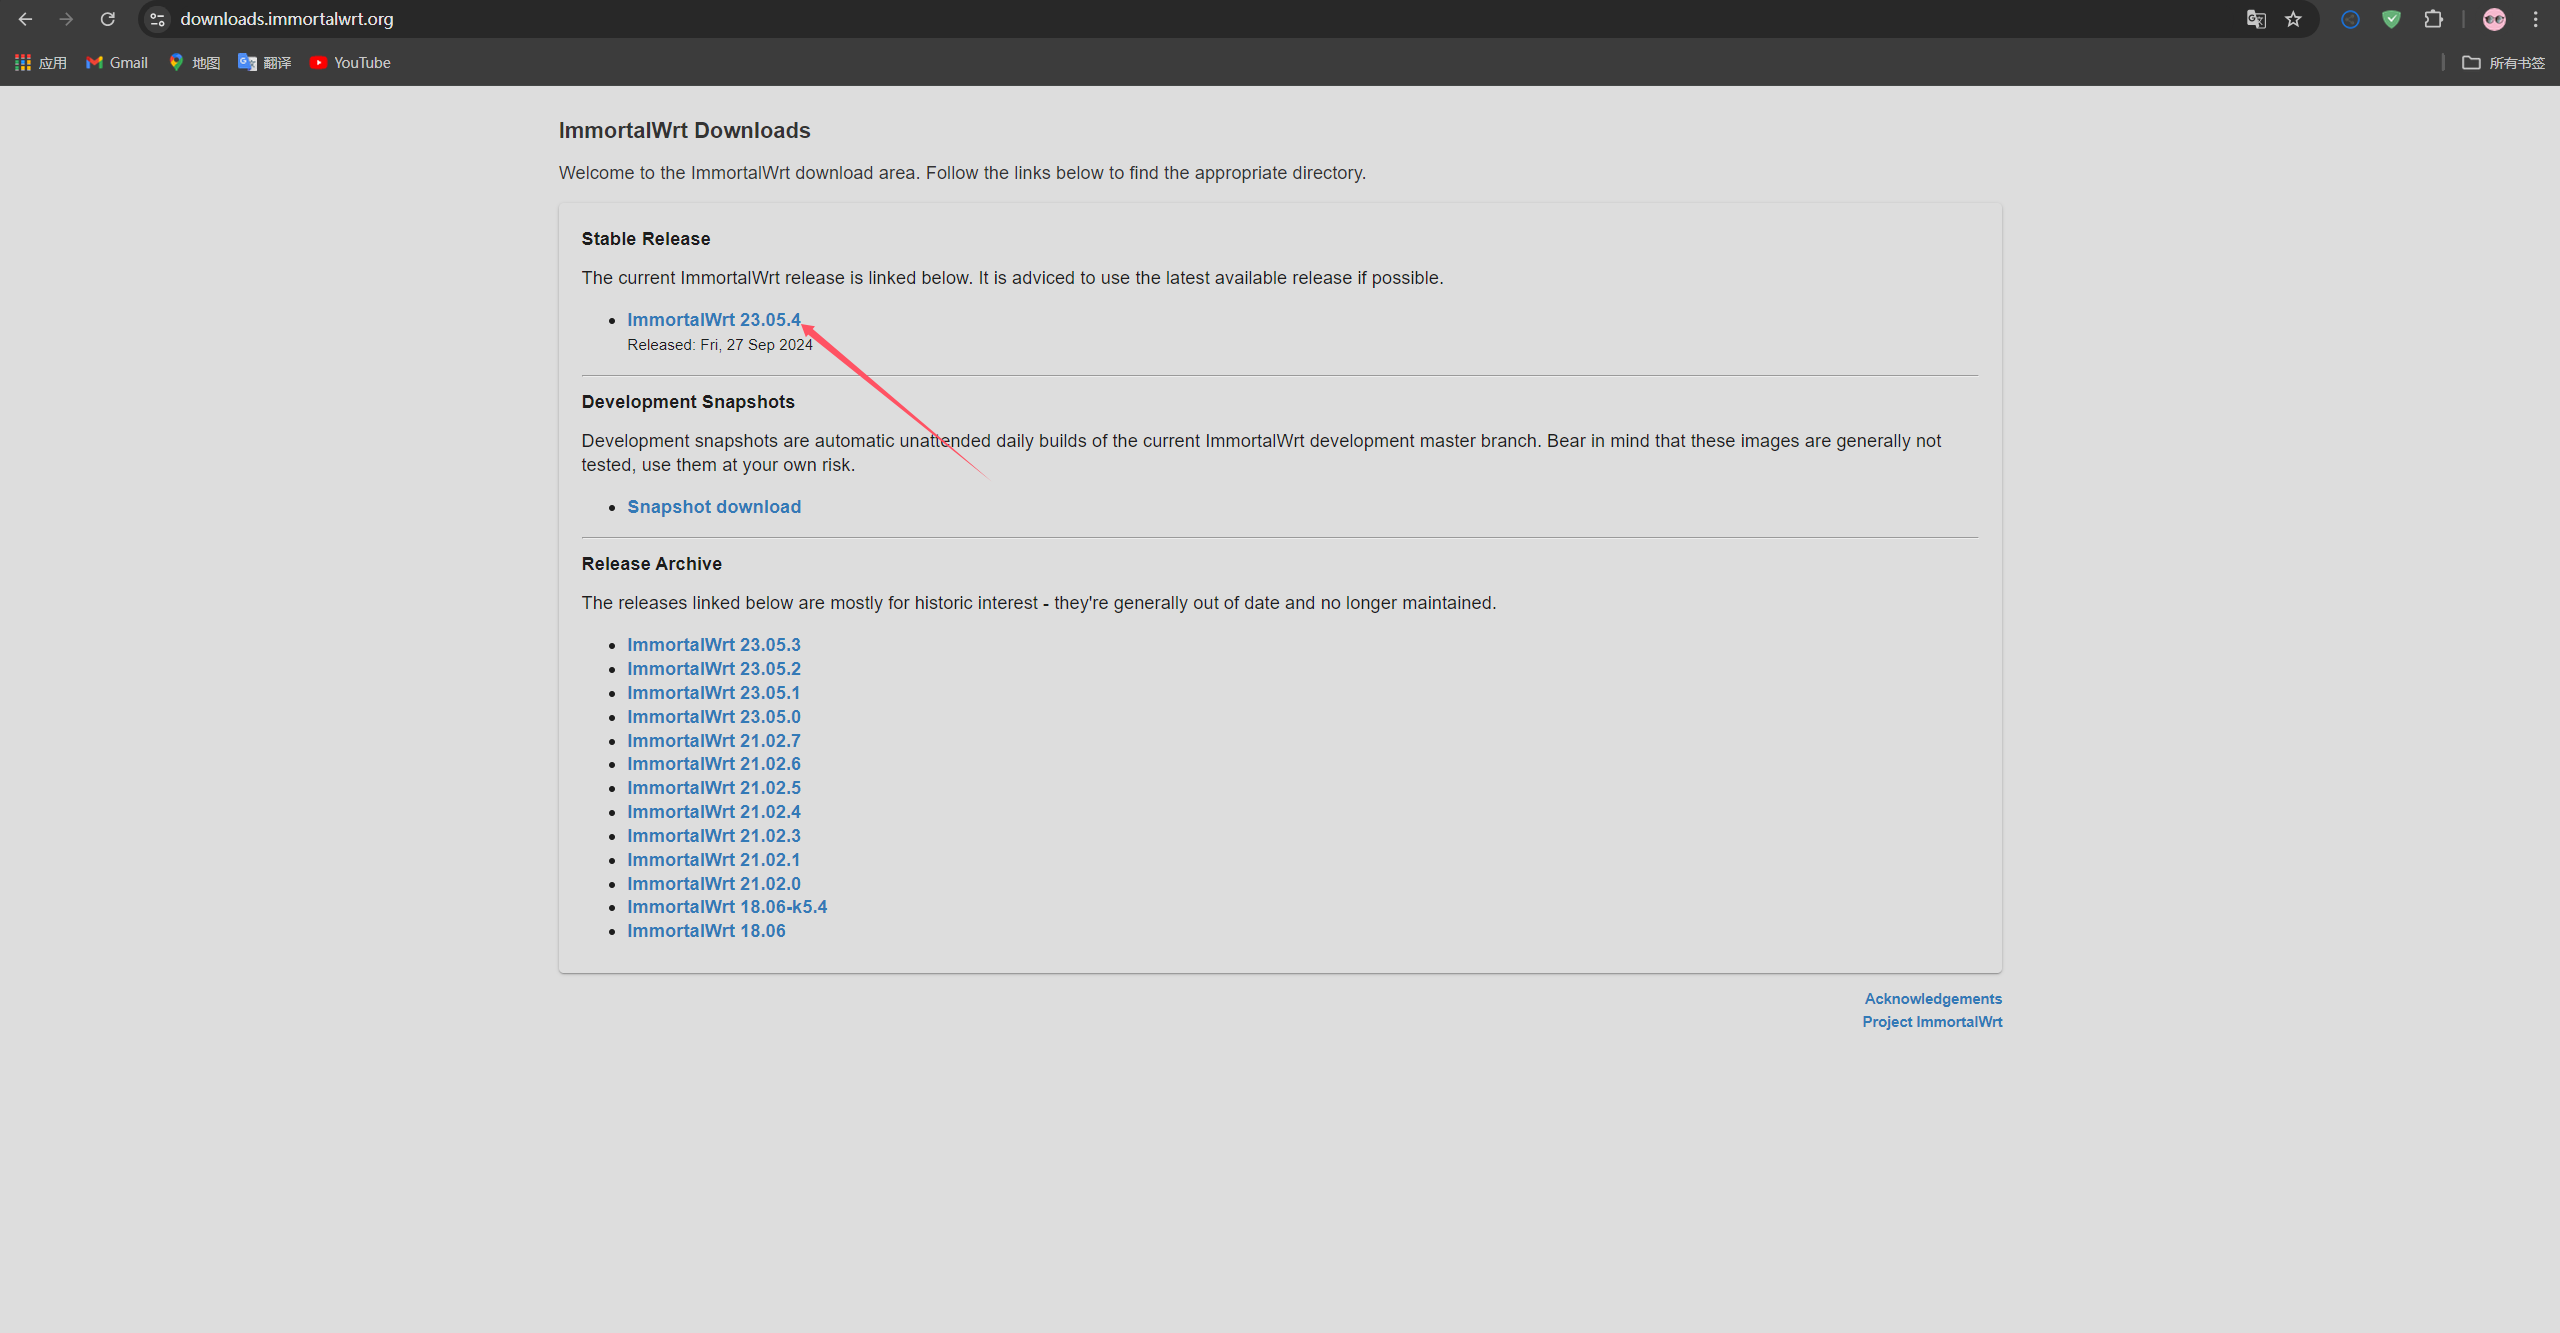 downloads.immortalwrt.org
应用 Gmail 地图 翻译 YouTube 所有书签
ImmortalWrt Downloads
Welcome to the ImmortalWrt download area. Follow the links below to find the appropriate directory.
Stable Release
The current ImmortalWrt release is linked below. It is adviced to use the latest available release if possible.
ImmortalWrt 23.05.4
Released: Fri, 27 Sep 2024
Development Snapshots
Development snapshots are automatic unattended daily builds of the current ImmortalWrt development master branch. Bear in mind that these images are generally not
tested, use them at your own risk.
Snapshot download
Release Archive
The releases linked below are mostly for historic interest - they're generally out of date and no longer maintained.
ImmortalWrt 23.05.3
ImmortalWrt 23.05.2
ImmortalWrt 23.05.1
ImmortalWrt 23.05.0
ImmortalWrt 21.02.7
ImmortalWrt 21.02.6
ImmortalWrt 21.02.5
ImmortalWrt 21.02.4
ImmortalWrt 21.02.3
ImmortalWrt 21.02.1
ImmortalWrt 21.02.0
ImmortalWrt 18.06-k5.4
ImmortalWrt 18.06
Acknowledgements
Project ImmortalWrt